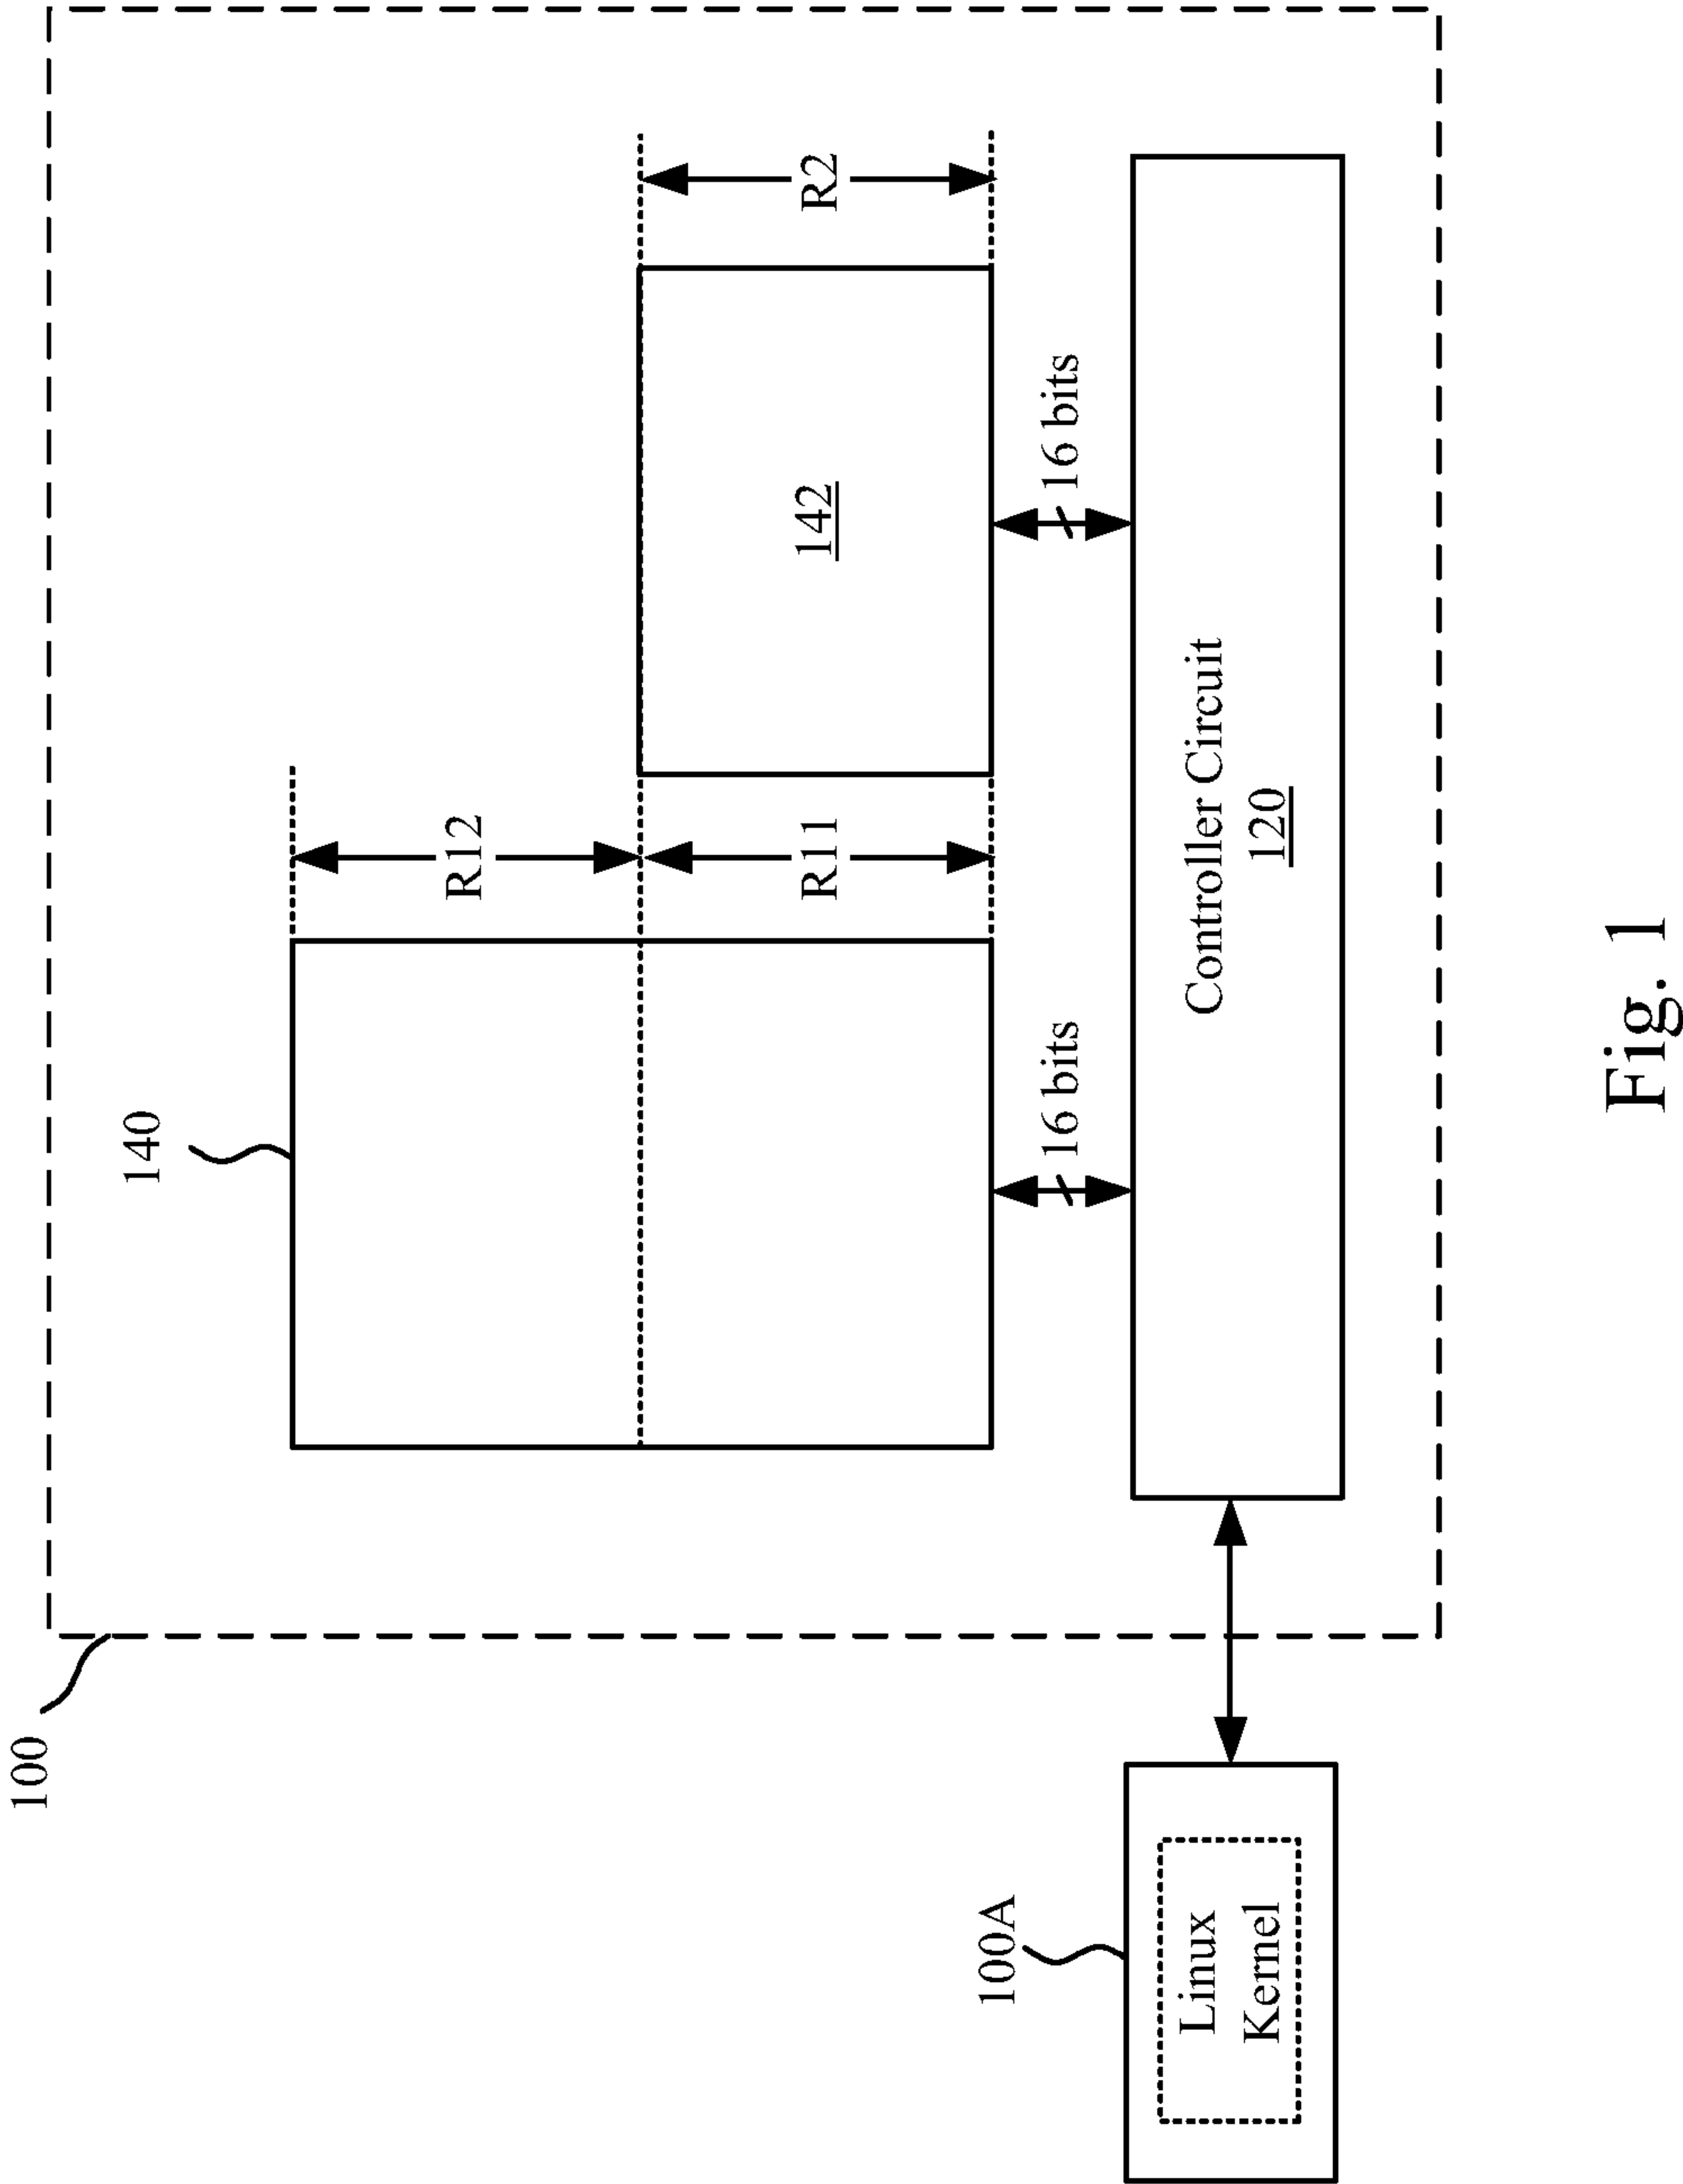 100
140
R12
R11
R2
142
16 bits
16 bits
100A
Linux
Kernel
Controller Circuit
120
Fig. 1